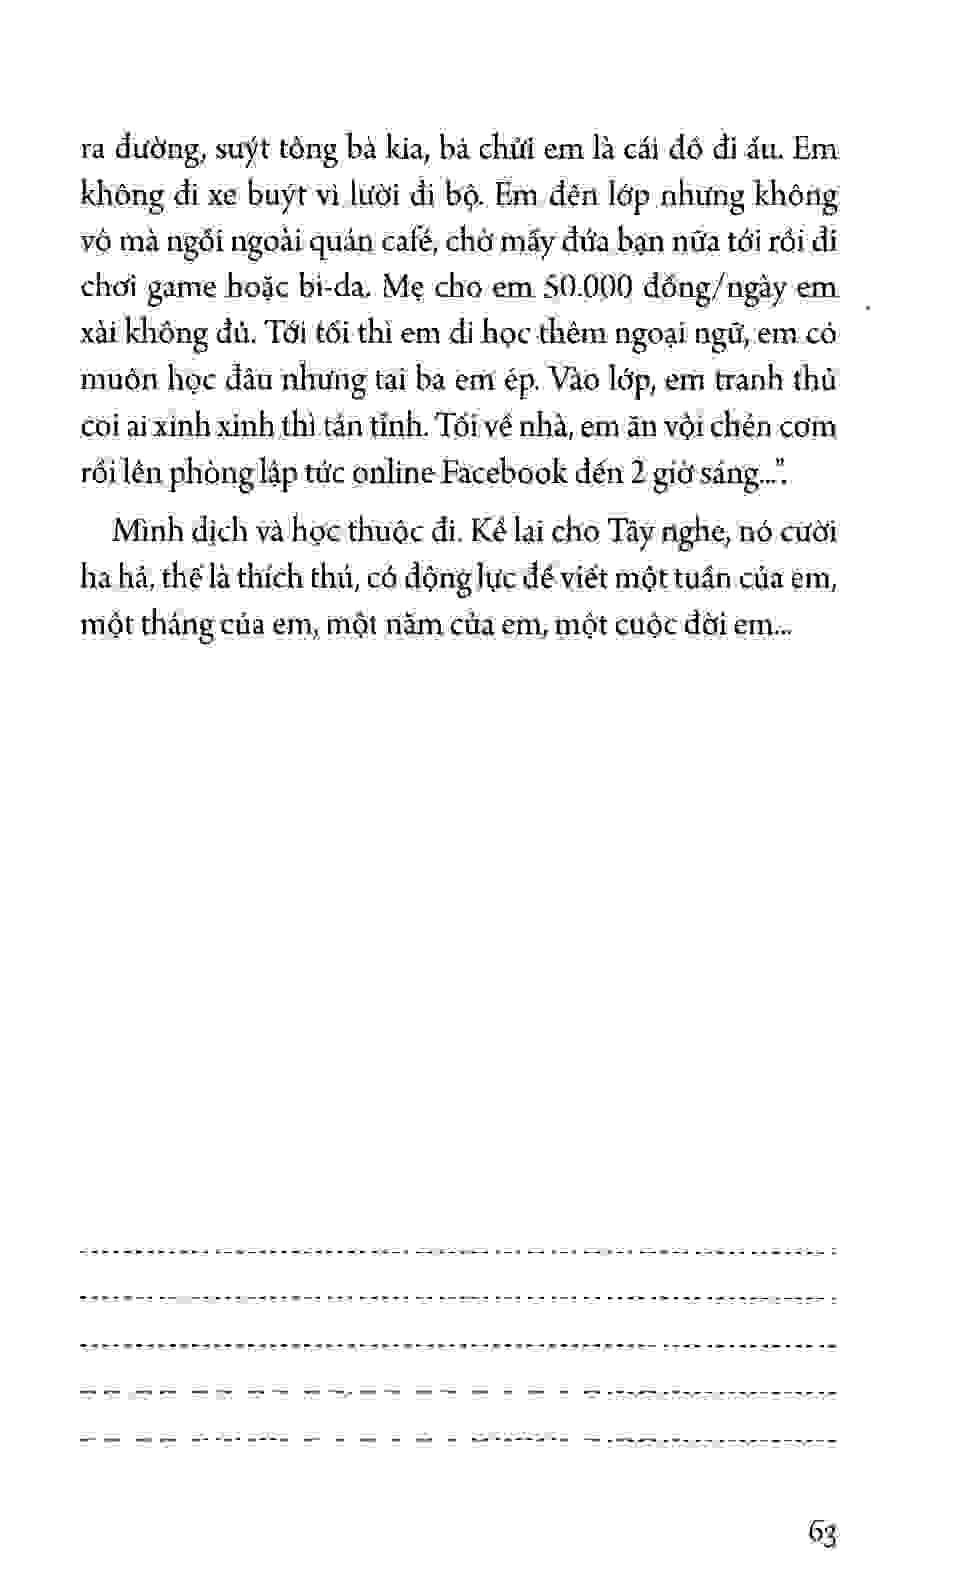 ra đường, suýt tông bà kia, bả chửi em là cái đồ đi ẩu. Em
không đi xe buýt vì lười đi bộ. Em đến lớp nhưng không
vô mà ngồi ngoài quán café, chờ mấy đứa bạn nữa tới rồi đi
chơi game hoặc bi-da. Mẹ cho em 50.000 đồng/ngày em
xài không đủ. Tới tối thì em đi học thêm ngoại ngữ, em có
muốn học đâu nhưng tại ba em ép. Vào lớp, em tranh thủ
coi ai xinh xinh thì tán tỉnh. Tối về nhà, em ăn vội chén cơm
rồi lên phòng lập tức online Facebook đến 2 giờ sáng...".
Mình dịch và học thuộc đi. Kể lại cho Tây nghe, nó cười
ha hả, thế là thích thú, có động lực để viết một tuần của em,
một tháng của em, một năm của em, một cuộc đời em...
63